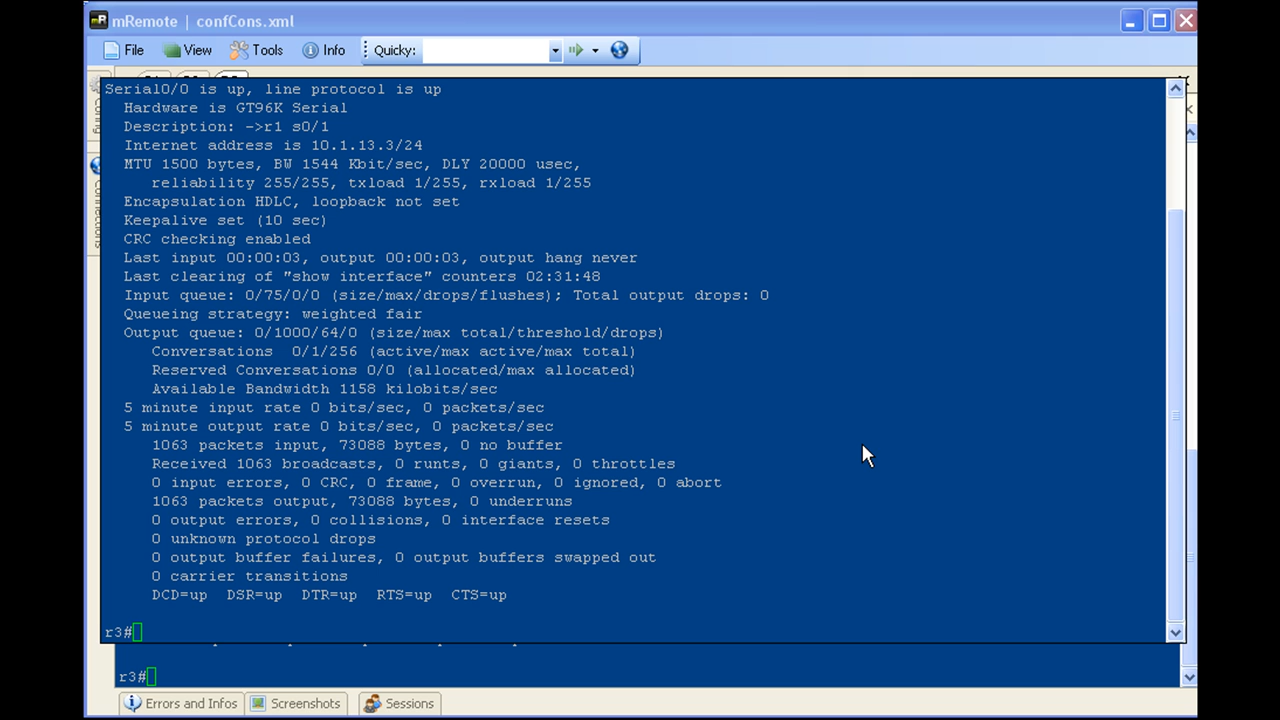 mRemote | confCons.xml
File View Tools Info Quicky:
Config
Connections
Serial0/0 is up, line protocol is up
Hardware is GT96K Serial
Description: ->r1 s0/1
Internet address is 10.1.13.3/24
MTU 1500 bytes, BW 1544 Kbit/sec, DLY 20000 usec,
reliability 255/255, txload 1/255, rxload 1/255
Encapsulation HDLC, loopback not set
Keepalive set (10 sec)
CRC checking enabled
Last input 00:00:03, output 00:00:03, output hang never
Last clearing of "show interface" counters 02:31:48
Input queue: 0/75/0/0 (size/max/drops/flushes); Total output drops: 0
Queueing strategy: weighted fair
Output queue: 0/1000/64/0 (size/max total/threshold/drops)
Conversations 0/1/256 (active/max active/max total)
Reserved Conversations 0/0 (allocated/max allocated)
Available Bandwidth 1158 kilobits/sec
5 minute input rate 0 bits/sec, 0 packets/sec
5 minute output rate 0 bits/sec, 0 packets/sec
1063 packets input, 73088 bytes, 0 no buffer
Received 1063 broadcasts, 0 runts, 0 giants, 0 throttles
0 input errors, 0 CRC, 0 frame, 0 overrun, 0 ignored, 0 abort
1063 packets output, 73088 bytes, 0 underruns
0 output errors, 0 collisions, 0 interface resets
0 unknown protocol drops
0 output buffer failures, 0 output buffers swapped out
0 carrier transitions
DCD=up DSR=up DTR=up RTS=up CTS=up
r3#
r3#
Errors and Infos Screenshots Sessions